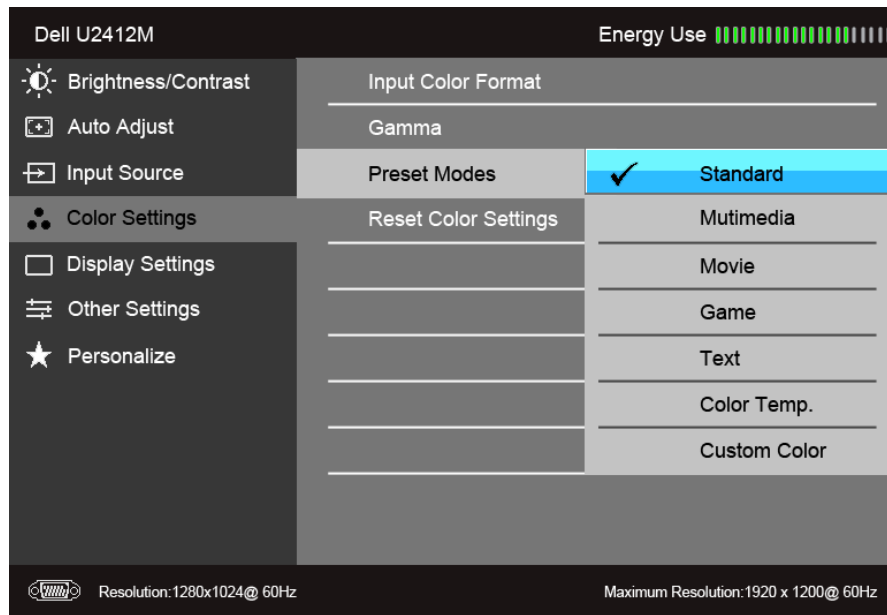 Dell U2412M
Energy Use
Brightness/Contrast
Auto Adjust
Input Source
Color Settings
Display Settings
Other Settings
Personalize
Input Color Format
Gamma
Preset Modes
Reset Color Settings
Standard
Mutimedia
Movie
Game
Text
Color Temp.
Custom Color
Resolution:1280x1024@ 60Hz
Maximum Resolution:1920 x 1200@ 60Hz